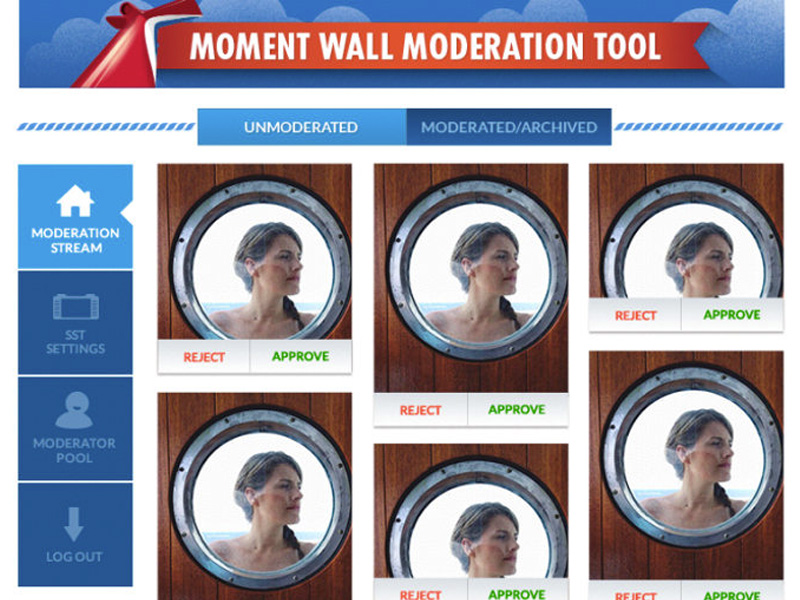 MOMENT WALL MODERATION TOOL
UNMODERATED
MODERATED/ARCHIVED
MODERATION
STREAM
SST
SETTINGS
MODERATOR
POOL
LOG OUT
REJECT
APPROVE
REJECT
APPROVE
REJECT
APPROVE
REJECT
APPROVE
REJECT
APPROVE